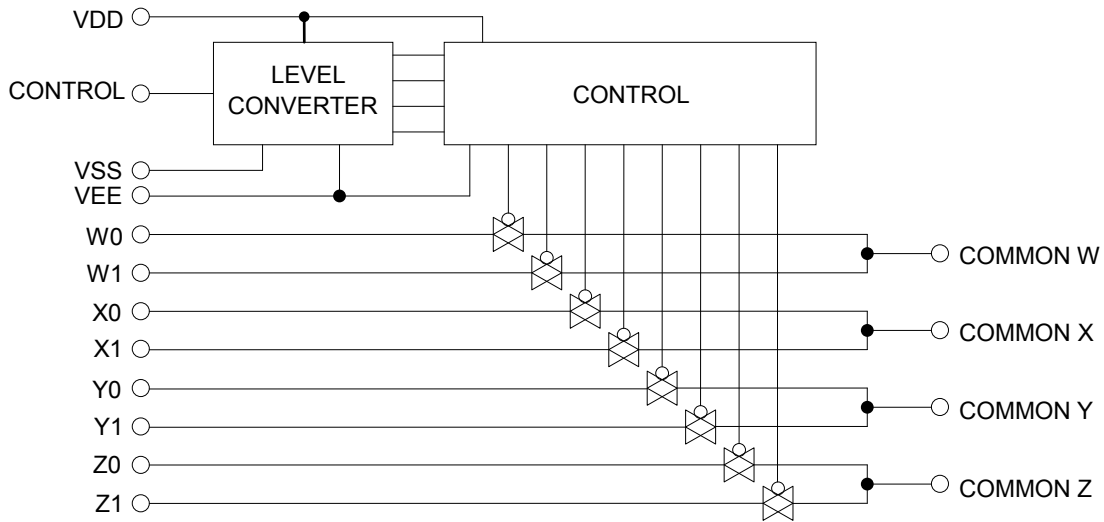 VDD
CONTROL
LEVEL
CONVERTER
CONTROL
VSS
VEE
W0
W1
COMMON W
X0
X1
COMMON X
Y0
Y1
COMMON Y
Z0
Z1
COMMON Z